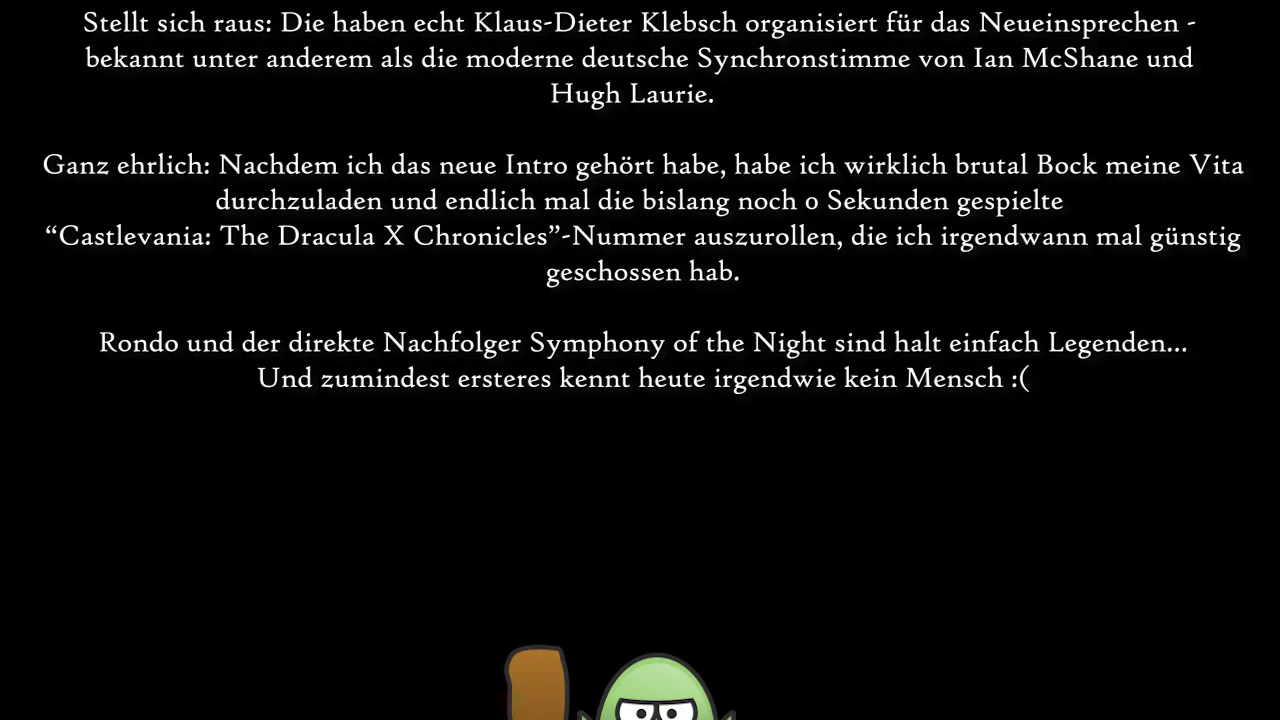 Stellt sich raus: Die haben echt Klaus-Dieter Klebsch organisiert für das Neueinsprechen -
bekannt unter anderem als die moderne deutsche Synchronstimme von Ian McShane und
Hugh Laurie.
Ganz ehrlich: Nachdem ich das neue Intro gehört habe, habe ich wirklich brutal Bock meine Vita
durchzuladen und endlich mal die bislang noch 0 Sekunden gespielte
“Castlevania: The Dracula X Chronicles”-Nummer auszurollen, die ich irgendwann mal günstig
geschossen hab.
Rondo und der direkte Nachfolger Symphony of the Night sind halt einfach Legenden...
Und zumindest ersteres kennt heute irgendwie kein Mensch :(